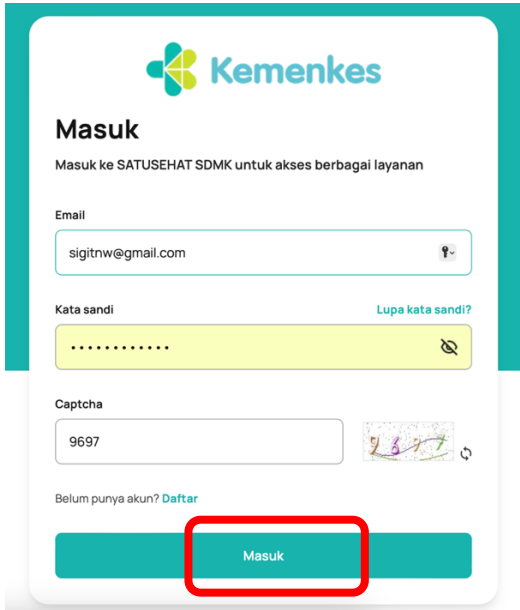 Kemenkes
Masuk
Masuk ke SATUSEHAT SDMK untuk akses berbagai layanan
Email
sigitnw@gmail.com
Kata sandi Lupa kata sandi?
Captcha
9697 9697
Belum punya akun? Daftar
Masuk